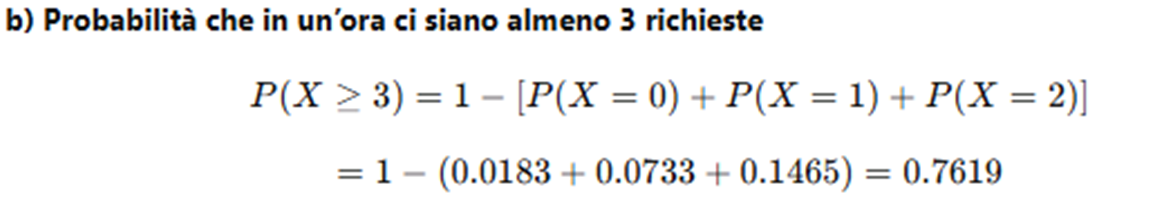 b) Probabilità che in un'ora ci siano almeno 3 richieste
P(X ≥ 3) = 1 − [P(X = 0) + P(X = 1) + P(X = 2)]
= 1 − (0.0183 + 0.0733 + 0.1465) = 0.7619